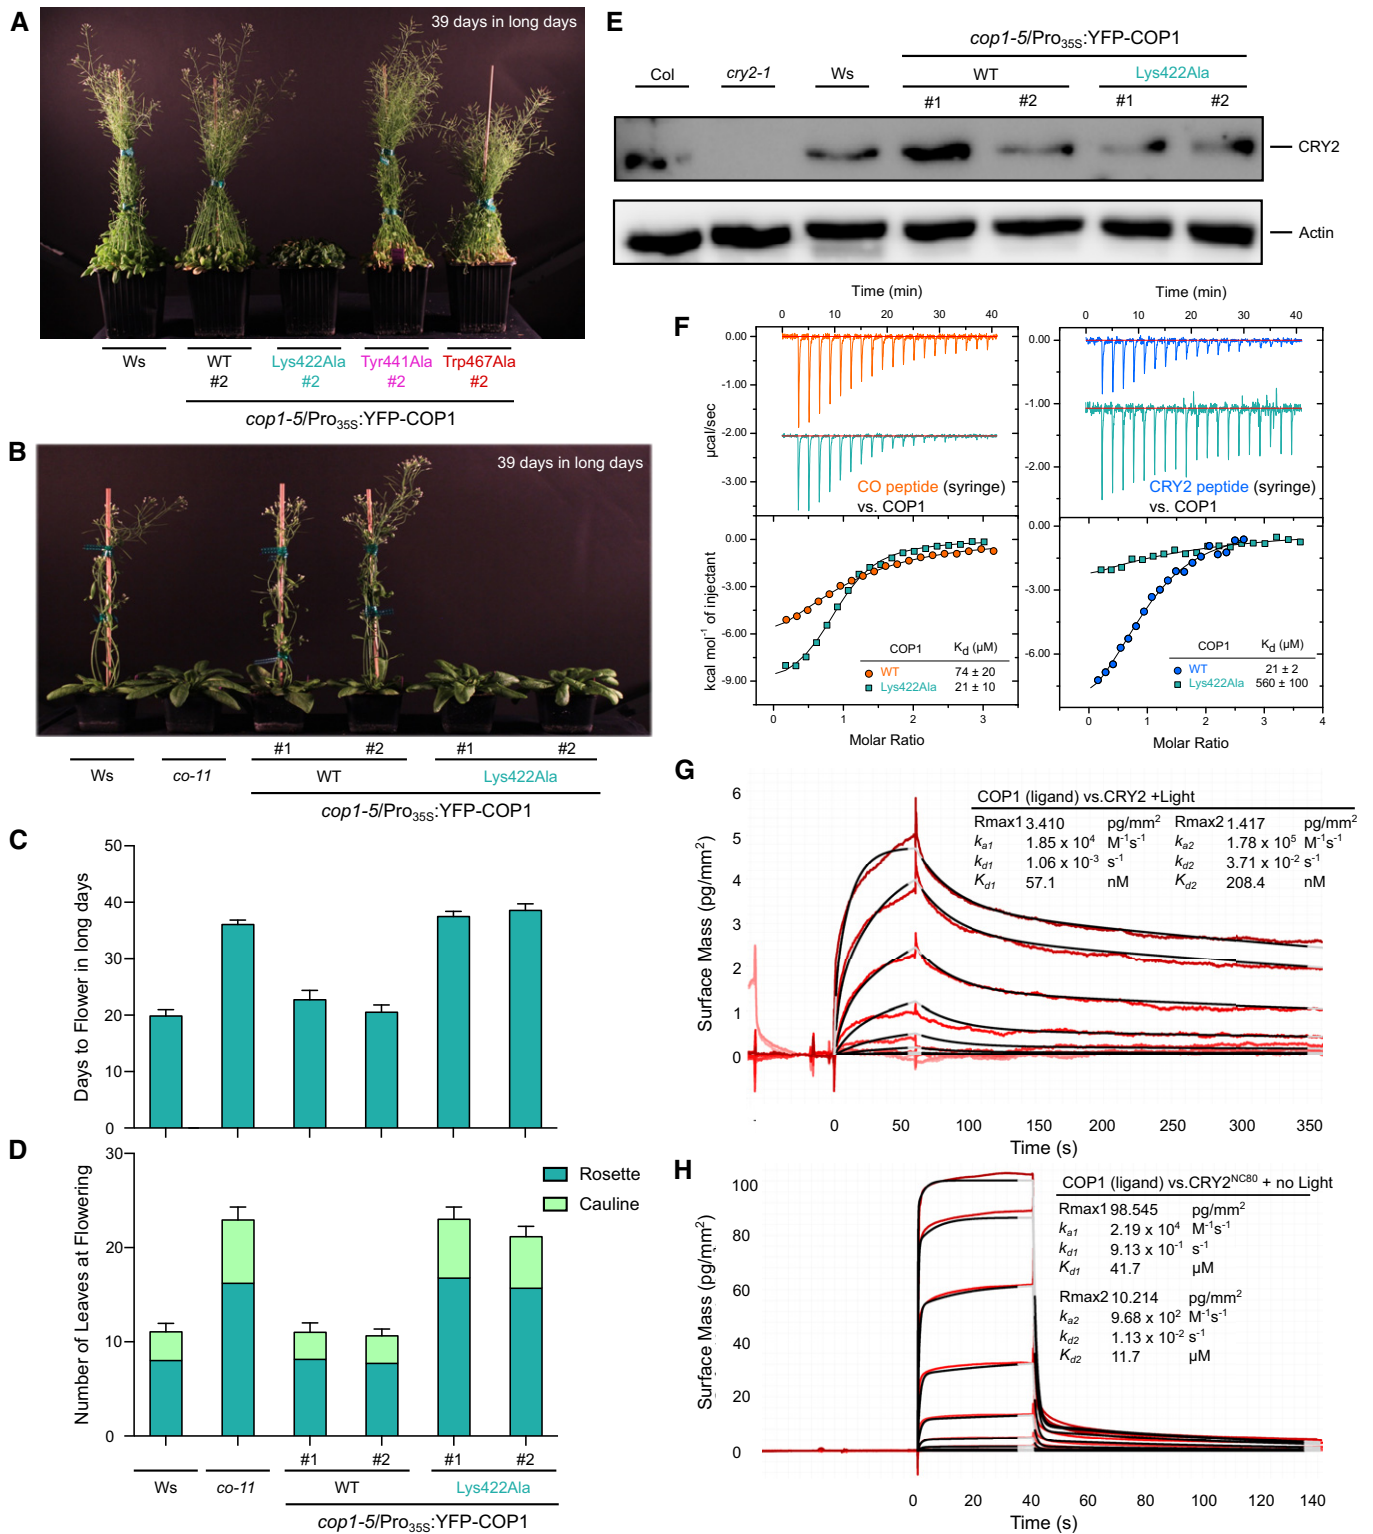 A
39 days in long days
Ws
WT
#2
Lys422Ala
#2
Tyr441Ala
#2
Trp467Ala
#2
cop1-5/Pro35S:YFP-COP1
B
39 days in long days
Ws
co-11
#1
#2
WT
#1
#2
Lys422Ala
cop1-5/Pro35S:YFP-COP1
C
Days to Flower in long days
50
40
30
20
10
0
D
Number of Leaves at Flowering
30
20
10
0
Rosette
Cauline
#1
#2
#1
#2
Ws
co-11
WT
Lys422Ala
cop1-5/Pro35S:YFP-COP1
E
cop1-5/Pro35S:YFP-COP1
Col
cry2-1
Ws
WT
Lys422Ala
#1
#2
#1
#2
CRY2
Actin
F
Time (min)
0 10 20 30 40
0.00
-1.00
-2.00
-3.00
µcal/sec
CO peptide (syringe)
vs. COP1
0.00
-3.00
-6.00
-9.00
kcal mol-1 of injectant
COP1 Kd (µM)
WT 74 ± 20
Lys422Ala 21 ± 10
0 1 2 3
Molar Ratio
Time (min)
0 10 20 30 40
0.00
-1.00
-2.00
CRY2 peptide (syringe)
vs. COP1
0.00
-3.00
-6.00
COP1 Kd (µM)
WT 21 ± 2
Lys422Ala 560 ± 100
0 1 2 3 4
Molar Ratio
G
Surface Mass (pg/mm2)
6
5
4
3
2
1
0
COP1 (ligand) vs.CRY2 +Light
Rmax1 3.410 pg/mm2 Rmax2 1.417 pg/mm2
ka1 1.85 x 10^4 M-1s-1 ka2 1.78 x 10^5 M-1s-1
kd1 1.06 x 10^-3 s-1 kd2 3.71 x 10^-2 s-1
Kd1 57.1 nM Kd2 208.4 nM
0 50 100 150 200 250 300 350
Time (s)
H
Surface Mass (pg/mm2)
100
80
60
40
20
0
COP1 (ligand) vs.CRY2NC80 + no Light
Rmax1 98.545 pg/mm2
ka1 2.19 x 10^4 M-1s-1
kd1 9.13 x 10^-1 s-1
Kd1 41.7 µM
Rmax2 10.214 pg/mm2
ka2 9.68 x 10^2 M-1s-1
kd2 1.13 x 10^-2 s-1
Kd2 11.7 µM
0 20 40 60 80 100 120 140
Time (s)